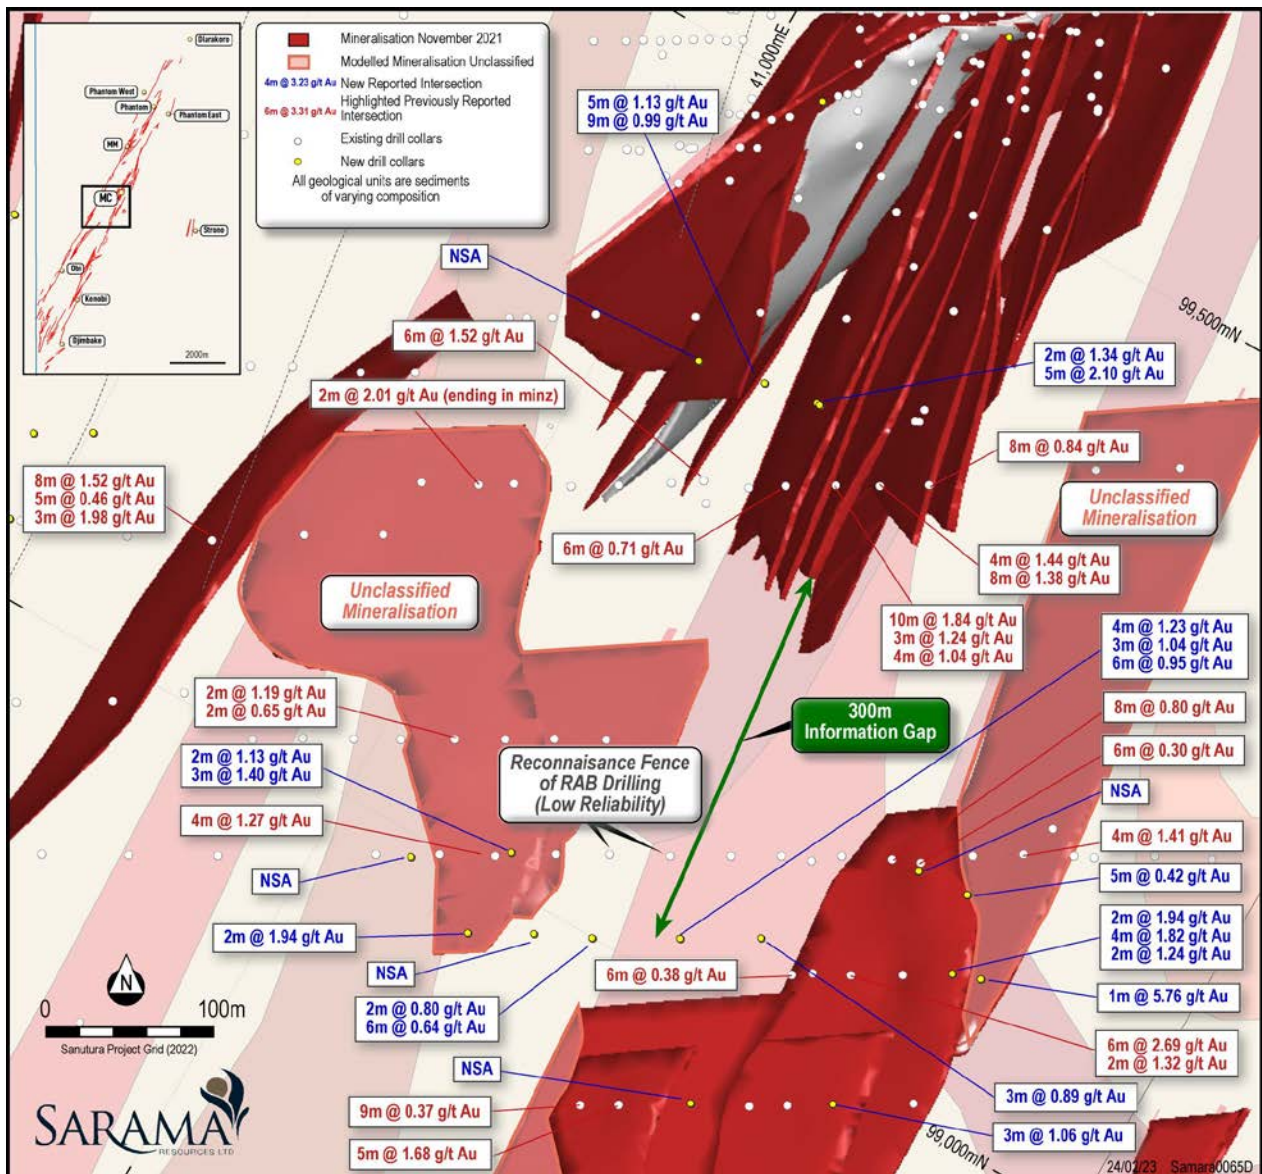 Diarakoro
Phantom West
Phantom
Phantom East
MM
MC
Strono
Obi
Kenobi
Djimbake
2000m
Mineralisation November 2021
Modelled Mineralisation Unclassified
4m @ 3.23 g/t Au New Reported Intersection
6m @ 3.31 g/t Au Highlighted Previously Reported
Intersection
Existing drill collars
New drill collars
All geological units are sediments
of varying composition
41,000mE
5m @ 1.13 g/t Au
9m @ 0.99 g/t Au
NSA
99,500mN
6m @ 1.52 g/t Au
2m @ 1.34 g/t Au
5m @ 2.10 g/t Au
2m @ 2.01 g/t Au (ending in minz)
8m @ 0.84 g/t Au
8m @ 1.52 g/t Au
5m @ 0.46 g/t Au
3m @ 1.98 g/t Au
Unclassified
Mineralisation
6m @ 0.71 g/t Au
4m @ 1.44 g/t Au
8m @ 1.38 g/t Au
Unclassified
Mineralisation
10m @ 1.84 g/t Au
3m @ 1.24 g/t Au
4m @ 1.04 g/t Au
4m @ 1.23 g/t Au
3m @ 1.04 g/t Au
6m @ 0.95 g/t Au
2m @ 1.19 g/t Au
2m @ 0.65 g/t Au
300m
Information Gap
8m @ 0.80 g/t Au
2m @ 1.13 g/t Au
3m @ 1.40 g/t Au
Reconnaisance Fence
of RAB Drilling
(Low Reliability)
6m @ 0.30 g/t Au
NSA
4m @ 1.27 g/t Au
4m @ 1.41 g/t Au
NSA
5m @ 0.42 g/t Au
2m @ 1.94 g/t Au
2m @ 1.94 g/t Au
4m @ 1.82 g/t Au
2m @ 1.24 g/t Au
NSA
6m @ 0.38 g/t Au
1m @ 5.76 g/t Au
N
0 100m
Sanutura Project Grid (2022)
2m @ 0.80 g/t Au
6m @ 0.64 g/t Au
6m @ 2.69 g/t Au
2m @ 1.32 g/t Au
NSA
3m @ 0.89 g/t Au
9m @ 0.37 g/t Au
3m @ 1.06 g/t Au
5m @ 1.68 g/t Au
99,000mN
SARAMA
RESOURCES LTD
24/02/23 Samara0065D